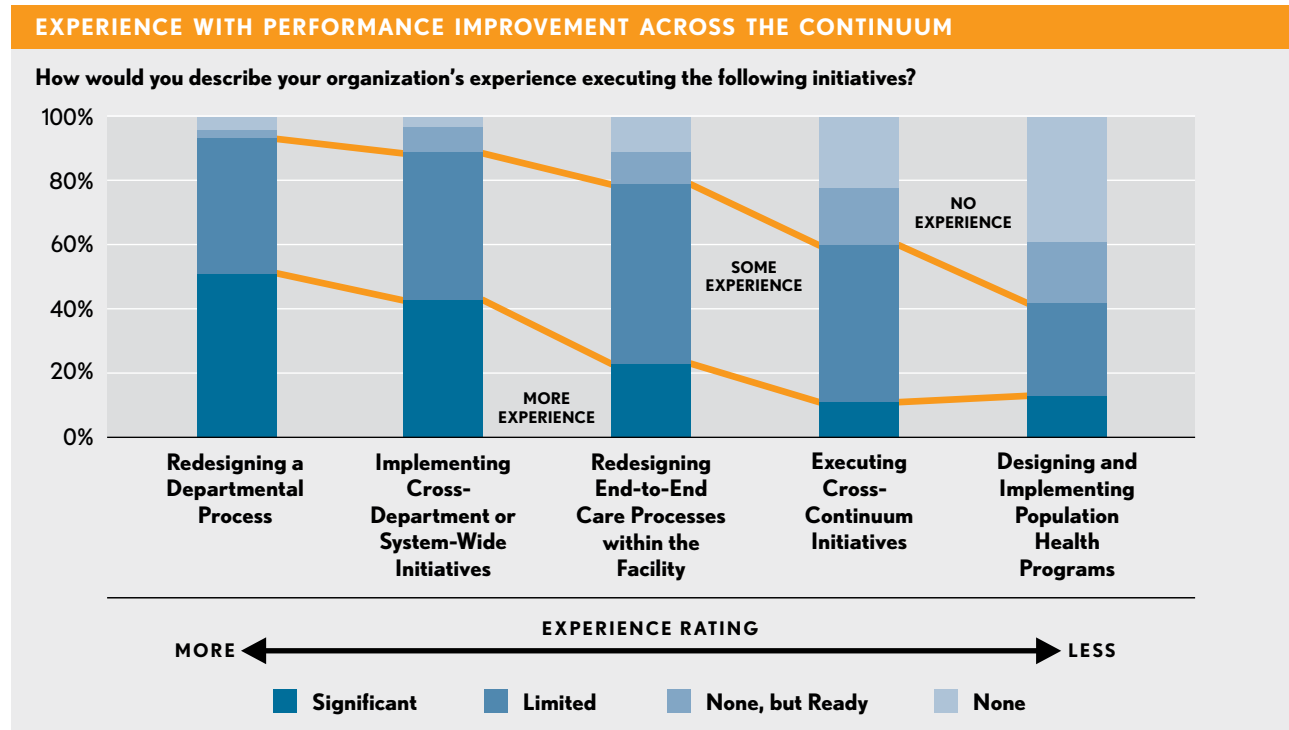 EXPERIENCE WITH PERFORMANCE IMPROVEMENT ACROSS THE CONTINUUM
How would you describe your organization's experience executing the following initiatives?
100%
80%
60%
40%
20%
0%
NO
EXPERIENCE
SOME
EXPERIENCE
MORE
EXPERIENCE
Redesigning a
Departmental
Process
Implementing
Cross-
Department or
System-Wide
Initiatives
Redesigning
End-to-End
Care Processes
within the
Facility
Executing
Cross-
Continuum
Initiatives
Designing and
Implementing
Population
Health
Programs
EXPERIENCE RATING
MORE LESS
Significant Limited None, but Ready None